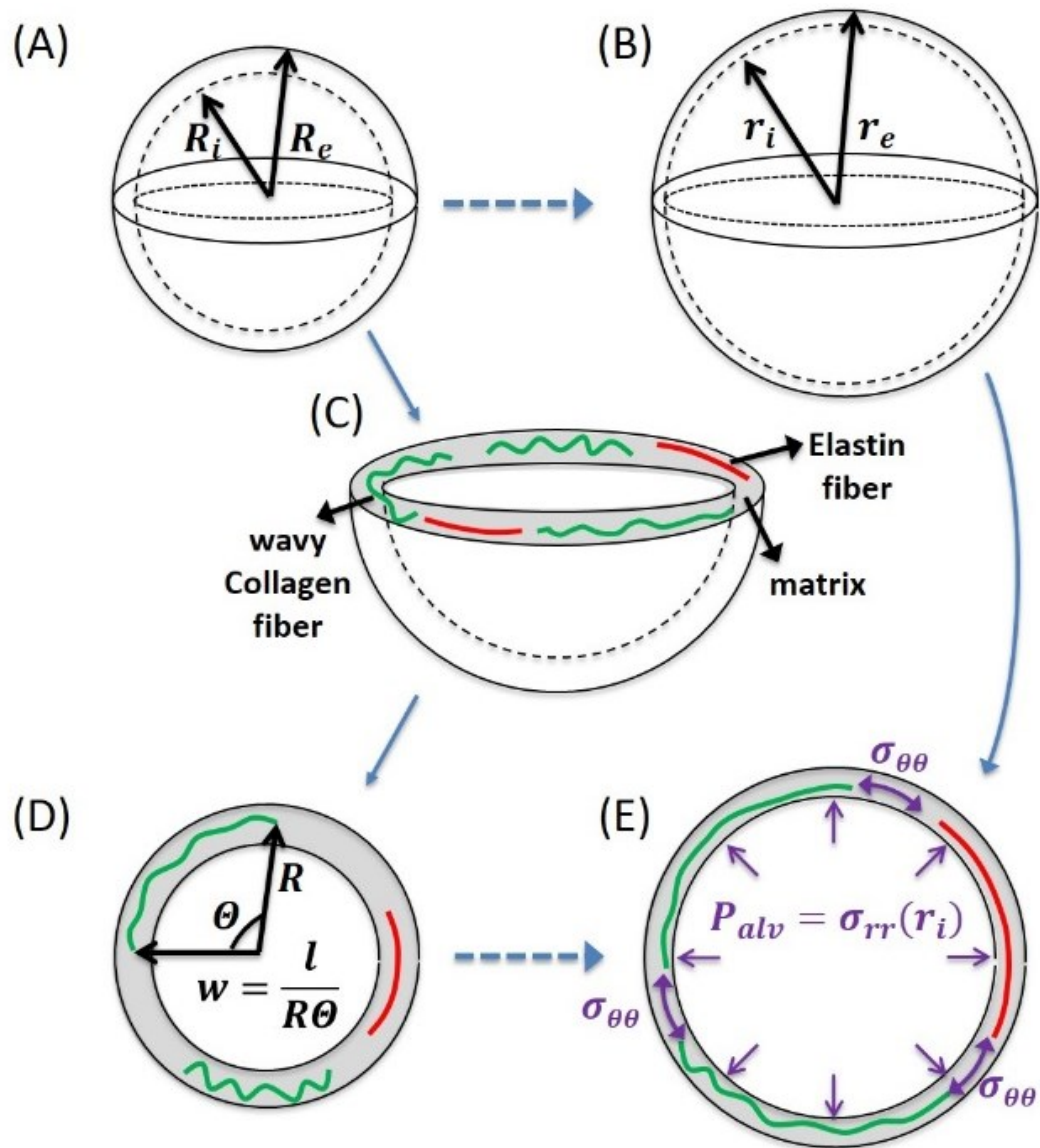 (A)
(B)
R_i
R_e
r_i
r_e
(C)
Elastin
fiber
wavy
Collagen
fiber
matrix
(D)
(E)
σ_θθ
R
Θ
w = l / RΘ
P_alv = σ_rr(r_i)
σ_θθ
σ_θθ